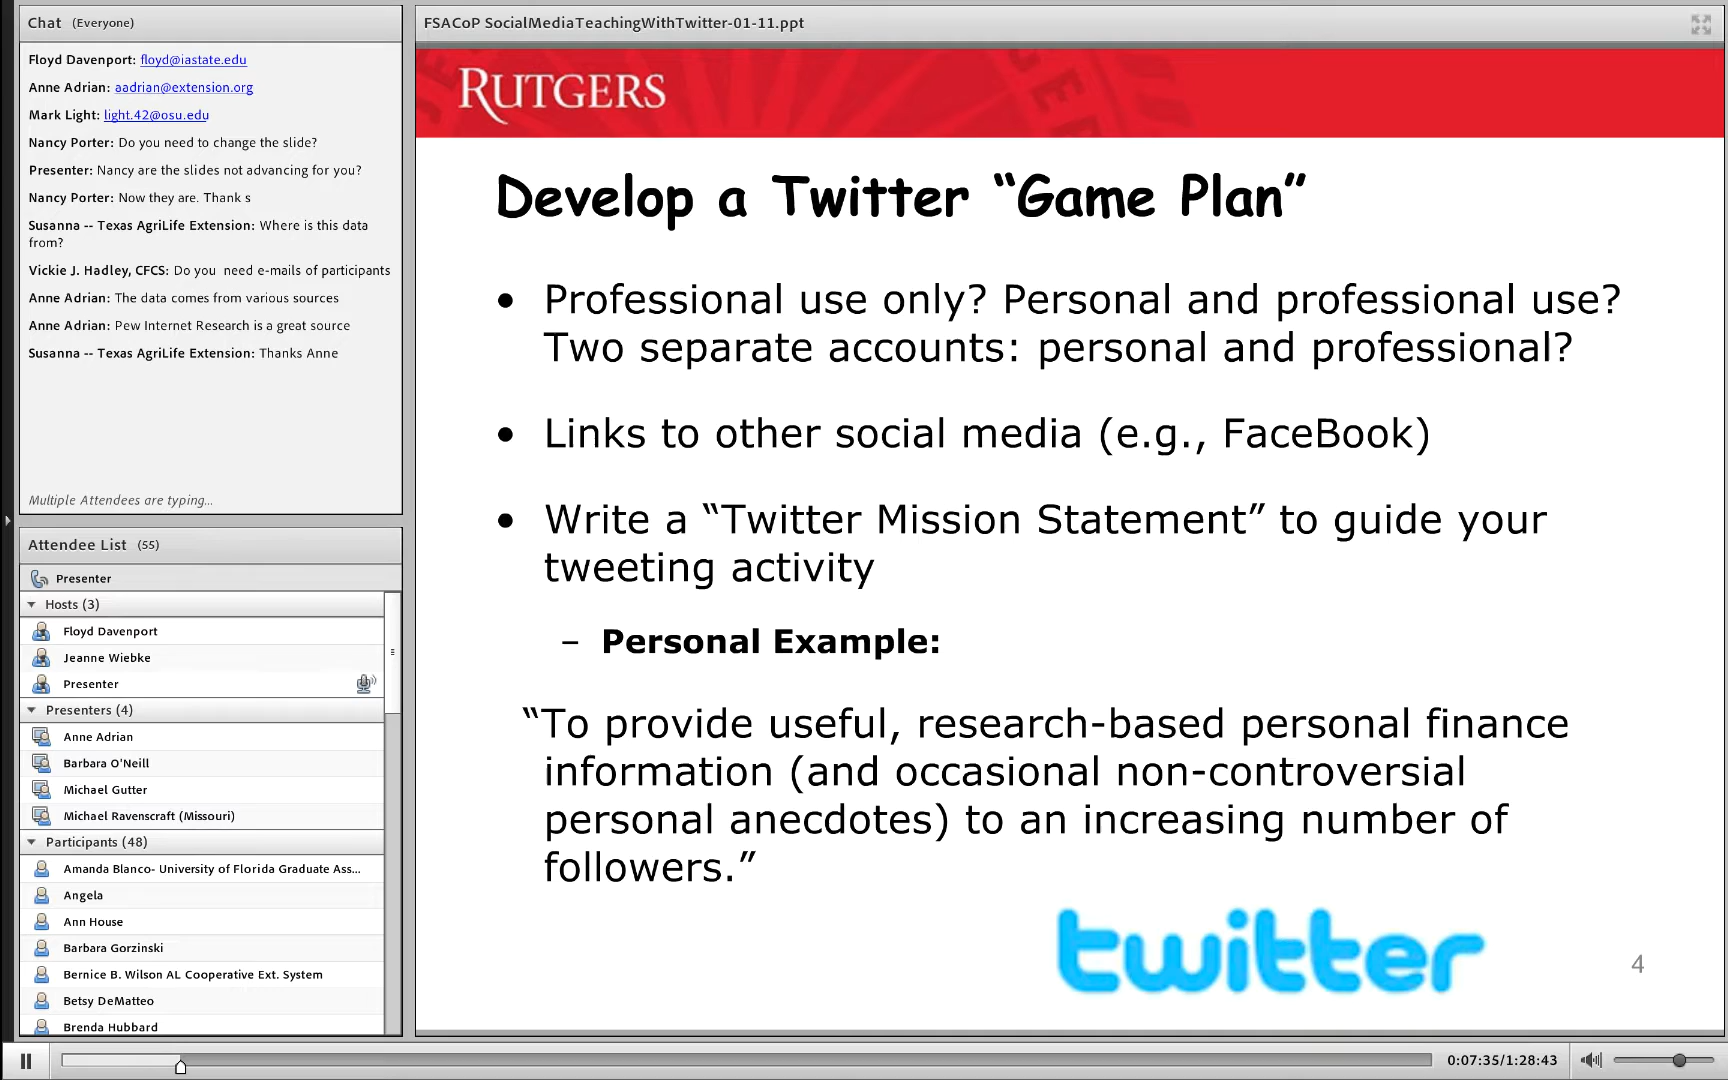 Chat (Everyone)
Floyd Davenport: floyd@iastate.edu
Anne Adrian: aadrian@extension.org
Mark Light: light.42@osu.edu
Nancy Porter: Do you need to change the slide?
Presenter: Nancy are the slides not advancing for you?
Nancy Porter: Now they are. Thank s
Susanna -- Texas AgriLife Extension: Where is this data
from?
Vickie J. Hadley, CFCS: Do you  need e-mails of participants
Anne Adrian: The data comes from various sources
Anne Adrian: Pew Internet Research is a great source
Susanna -- Texas AgriLife Extension: Thanks Anne
Multiple Attendees are typing...
Attendee List (55)
Presenter
Hosts (3)
Floyd Davenport
Jeanne Wiebke
Presenter
Presenters (4)
Anne Adrian
Barbara O'Neill
Michael Gutter
Michael Ravenscraft (Missouri)
Participants (48)
Amanda Blanco- University of Florida Graduate Ass...
Angela
Ann House
Barbara Gorzinski
Bernice B. Wilson AL Cooperative Ext. System
Betsy DeMatteo
Brenda Hubbard
FSACoP SocialMediaTeachingWithTwitter-01-11.ppt
RUTGERS
Develop a Twitter “Game Plan”
• Professional use only? Personal and professional use?
Two separate accounts: personal and professional?
• Links to other social media (e.g., FaceBook)
• Write a “Twitter Mission Statement” to guide your
tweeting activity
– Personal Example:
“To provide useful, research-based personal finance
information (and occasional non-controversial
personal anecdotes) to an increasing number of
followers.”
twitter
4
0:07:35/1:28:43